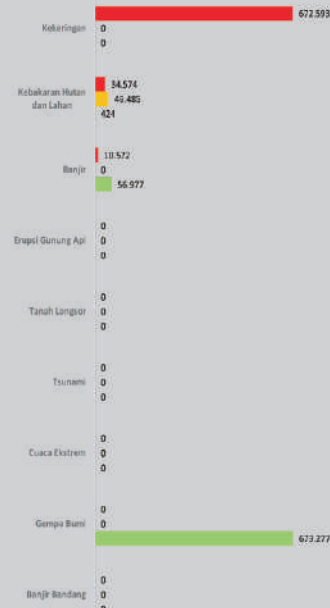 672.593
Kekeringan
0
0
34.574
Kebakaran Hutan
dan Lahan
46.485
424
10.572
Banjir
0
56.977
0
Erupsi Gunung Api
0
0
0
Tanah Longsor
0
0
0
Tsunami
0
0
0
Cuaca Ekstrem
0
0
0
Gempa Bumi
0
673.277
0
Banjir Bandang
0
0